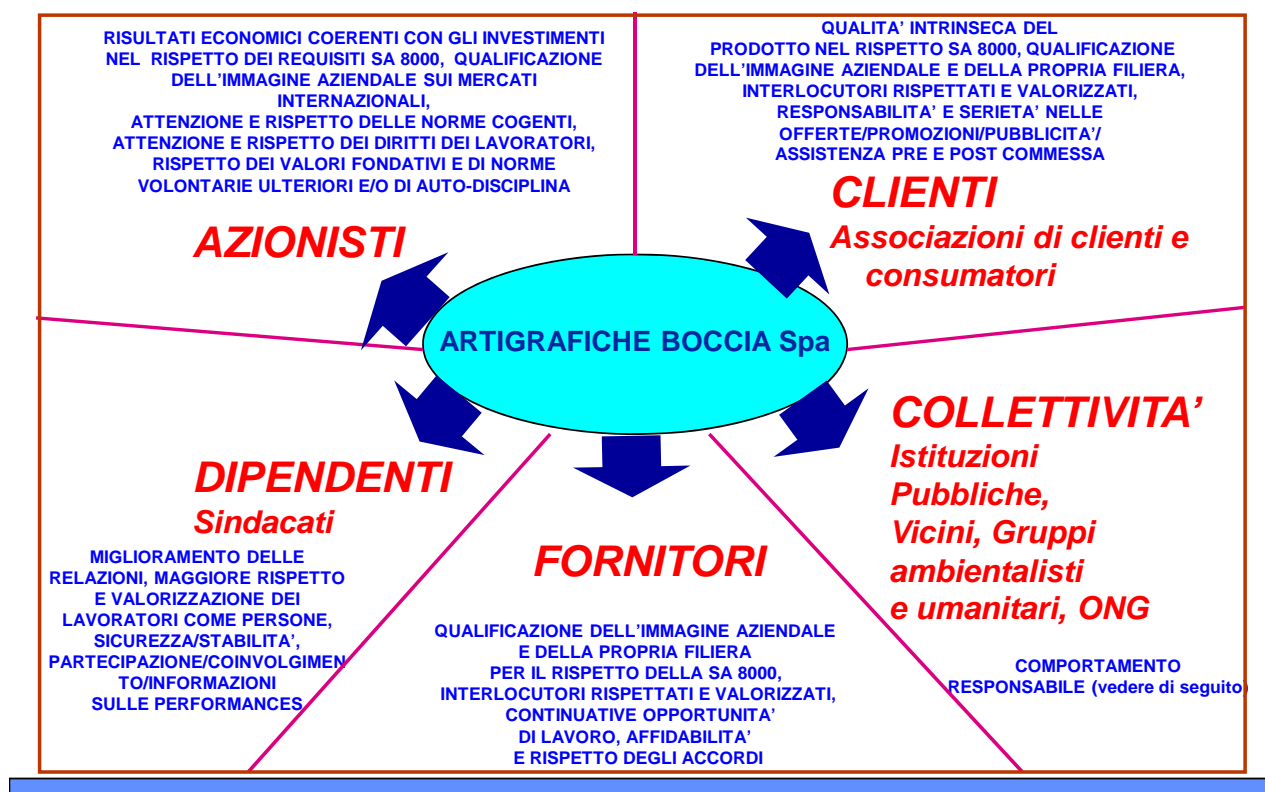 RISULTATI ECONOMICI COERENTI CON GLI INVESTIMENTI
NEL RISPETTO DEI REQUISITI SA 8000, QUALIFICAZIONE
DELL'IMMAGINE AZIENDALE SUI MERCATI
INTERNAZIONALI,
ATTENZIONE E RISPETTO DELLE NORME COGENTI,
ATTENZIONE E RISPETTO DEI DIRITTI DEI LAVORATORI,
RISPETTO DEI VALORI FONDATIVI E DI NORME
VOLONTARIE ULTERIORI E/O DI AUTO-DISCIPLINA
AZIONISTI
QUALITA' INTRINSECA DEL
PRODOTTO NEL RISPETTO SA 8000, QUALIFICAZIONE
DELL'IMMAGINE AZIENDALE E DELLA PROPRIA FILIERA,
INTERLOCUTORI RISPETTATI E VALORIZZATI,
RESPONSABILITA' E SERIETA' NELLE
OFFERTE/PROMOZIONI/PUBBLICITA'/
ASSISTENZA PRE E POST COMMESSA
CLIENTI
Associazioni di clienti e
consumatori
ARTIGRAFICHE BOCCIA Spa
DIPENDENTI
Sindacati
MIGLIORAMENTO DELLE
RELAZIONI, MAGGIORE RISPETTO
E VALORIZZAZIONE DEI
LAVORATORI COME PERSONE,
SICUREZZA/STABILITA',
PARTECIPAZIONE/COINVOLGIMEN
TO/INFORMAZIONI
SULLE PERFORMANCES
FORNITORI
QUALIFICAZIONE DELL'IMMAGINE AZIENDALE
E DELLA PROPRIA FILIERA
PER IL RISPETTO DELLA SA 8000,
INTERLOCUTORI RISPETTATI E VALORIZZATI,
CONTINUATIVE OPPORTUNITA'
DI LAVORO, AFFIDABILITA'
E RISPETTO DEGLI ACCORDI
COLLETTIVITA'
Istituzioni
Pubbliche,
Vicini, Gruppi
ambientalisti
e umanitari, ONG
COMPORTAMENTO
RESPONSABILE (vedere di seguito)